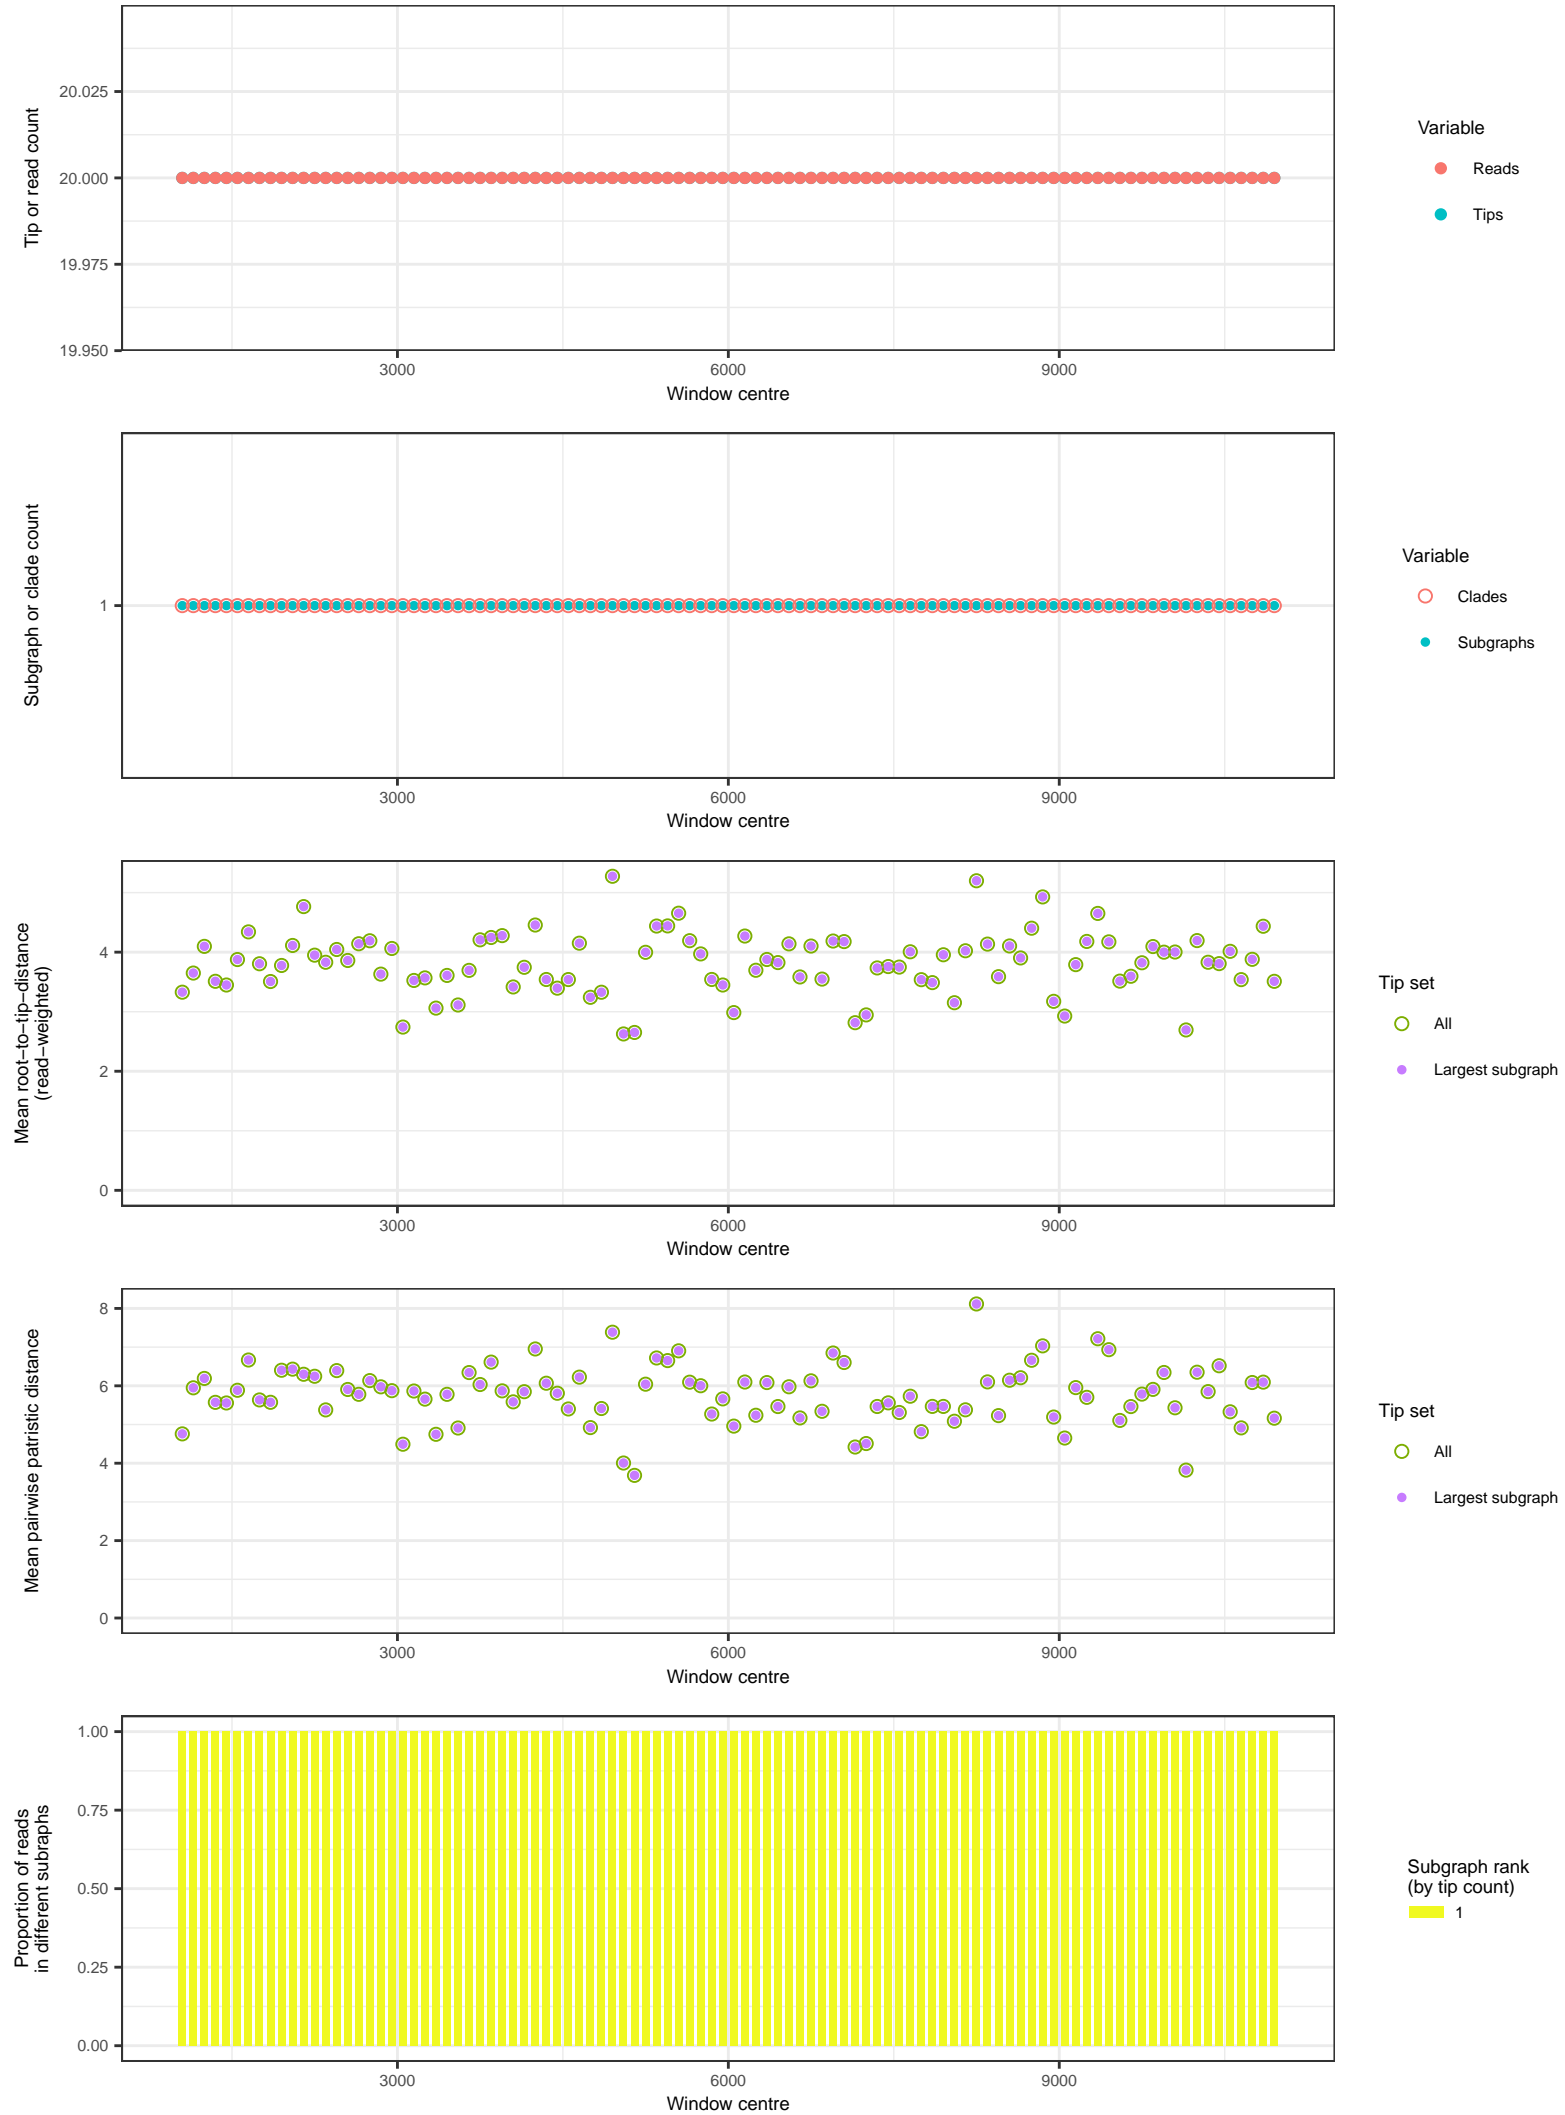 20.025
20.000
19.975
19.950
Tip or read count
3000
6000
9000
Window centre
Variable
Reads
Tips
1
Subgraph or clade count
3000
6000
9000
Window centre
Variable
Clades
Subgraphs
4
2
0
Mean root−to−tip−distance
(read−weighted)
3000
6000
9000
Window centre
Tip set
All
Largest subgraph
8
6
4
2
0
Mean pairwise patristic distance
3000
6000
9000
Window centre
Tip set
All
Largest subgraph
1.00
0.75
0.50
0.25
0.00
Proportion of reads
in different subraphs
3000
6000
9000
Window centre
Subgraph rank
(by tip count)
1